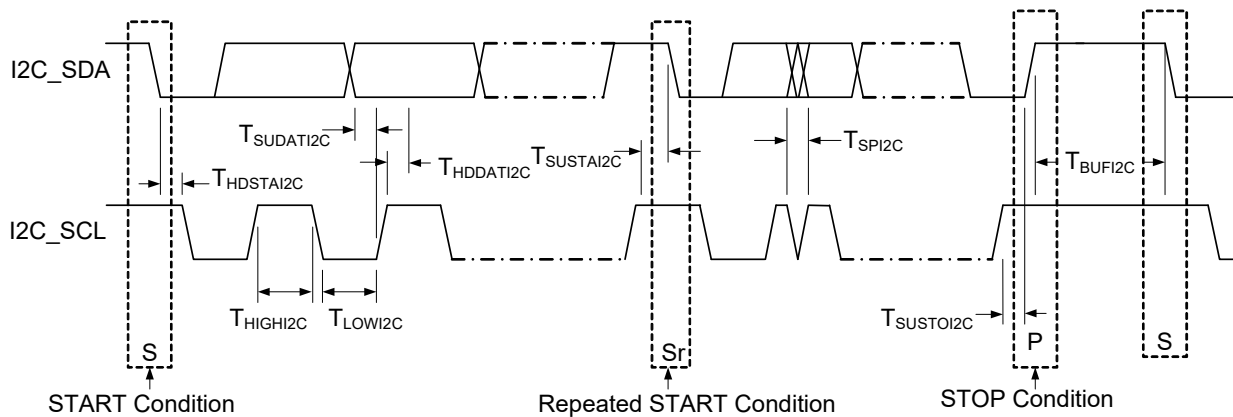 I2C_SDA
T_SUDATI2C
T_HDDATI2C
T_SUSTAI2C
T_SPI2C
T_BUFI2C
T_HDSTAI2C
I2C_SCL
T_HIGHI2C
T_LOWI2C
T_SUSTOI2C
S
Sr
P
S
START Condition
Repeated START Condition
STOP Condition